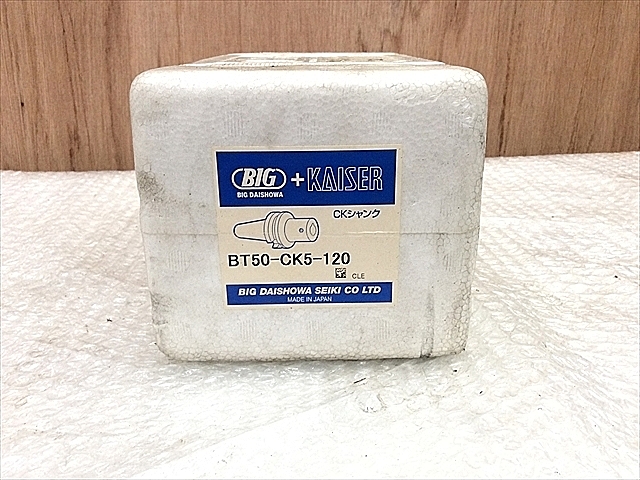 BIG + KAISER
BIG DAISHOWA
CKシャンク
BT50-CK5-120
CLE
BIG DAISHOWA SEIKI CO LTD
MADE IN JAPAN